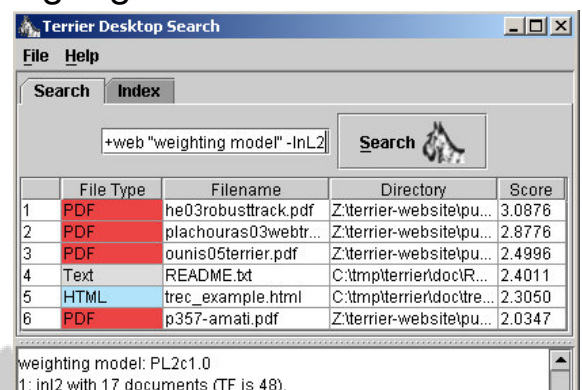 Terrier Desktop Search
File Help
Search Index
+web "weighting model" -InL2 Search
File Type Filename Directory Score
1 PDF he03robusttrack.pdf Z:\terrier-website\pu... 3.0876
2 PDF plachouras03webtr... Z:\terrier-website\pu... 2.8776
3 PDF ounis05terrier.pdf Z:\terrier-website\pu... 2.4996
4 Text README.txt C:\tmp\terrier\doc\R... 2.4011
5 HTML trec_example.html C:\tmp\terrier\doc\tre... 2.3050
6 PDF p357-amati.pdf Z:\terrier-website\pu... 2.0347
weighting model: PL2c1.0
1: inl2 with 17 documents (TF is 48).